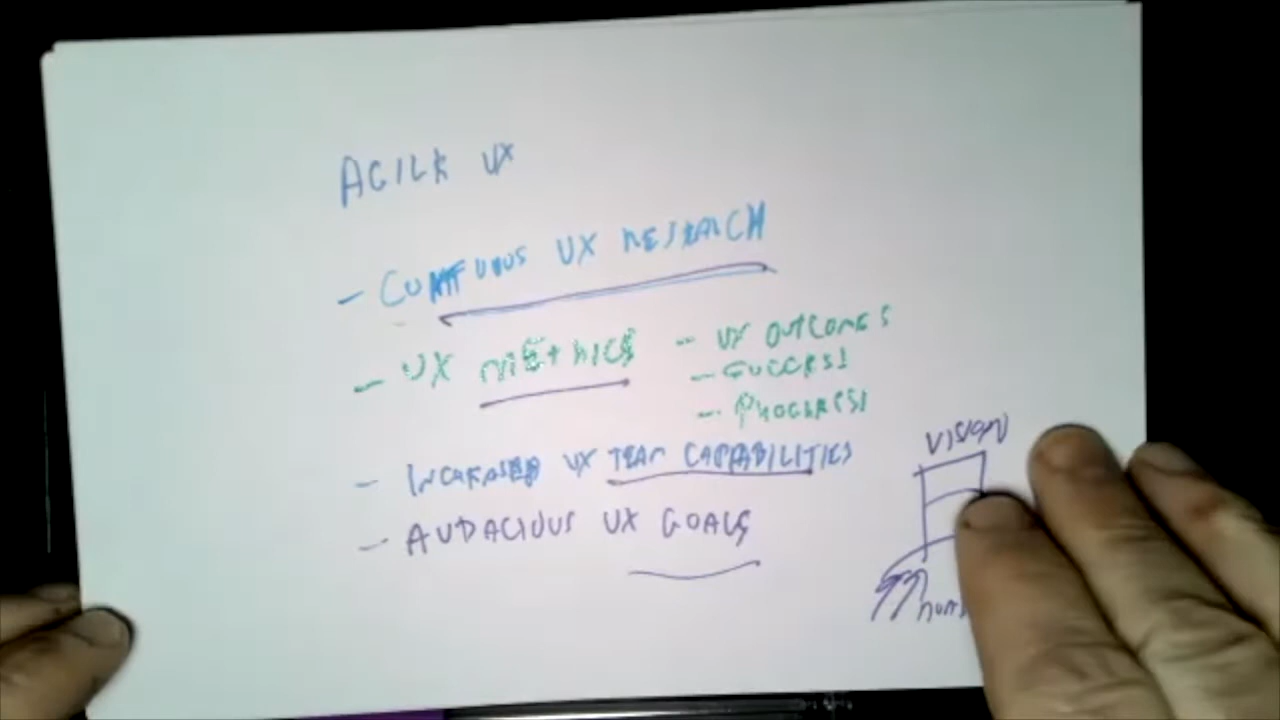 AGILE UX
- CONTINUOUS UX RESEARCH
- UX METRICS
- UX OUTCOMES
- SUCCESS
- PROGRESS
- INCREASED UX TEAM CAPABILITIES
- AUDACIOUS UX GOALS
VISION